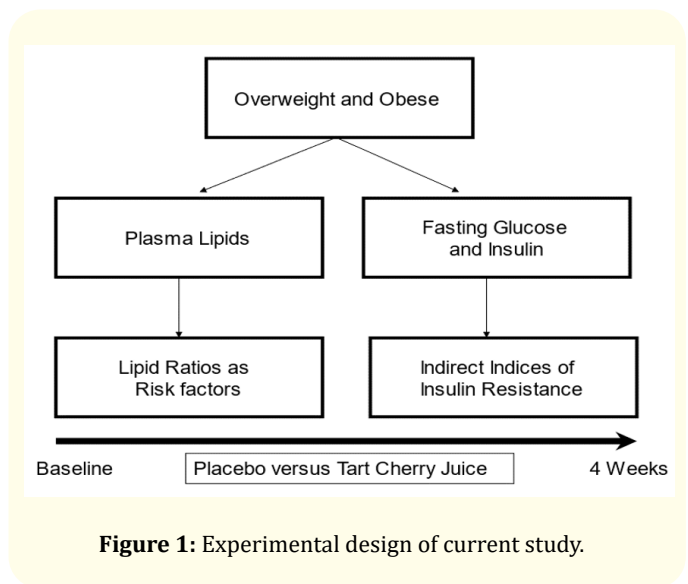 Overweight and Obese
Plasma Lipids
Fasting Glucose
and Insulin
Lipid Ratios as
Risk factors
Indirect Indices of
Insulin Resistance
Baseline
Placebo versus Tart Cherry Juice
4 Weeks
Figure 1: Experimental design of current study.